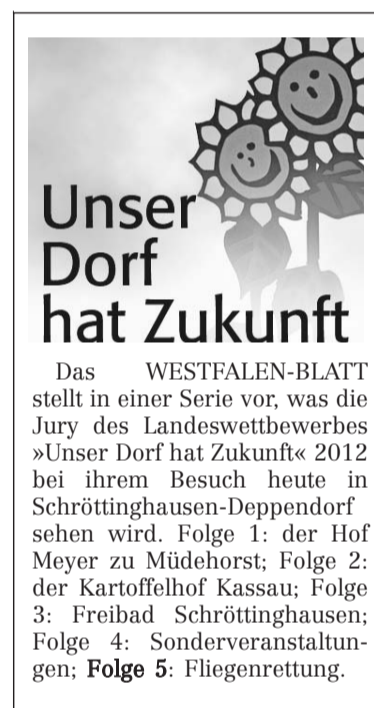 Unser
Dorf
hat Zukunft
Das WESTFALEN-BLATT
stellt in einer Serie vor, was die
Jury des Landeswettbewerbes
»Unser Dorf hat Zukunft« 2012
bei ihrem Besuch heute in
Schröttinghausen-Deppendorf
sehen wird. Folge 1: der Hof
Meyer zu Müdehorst; Folge 2:
der Kartoffelhof Kassau; Folge
3: Freibad Schröttinghausen;
Folge 4: Sonderveranstaltun-
gen; Folge 5: Fliegenrettung.